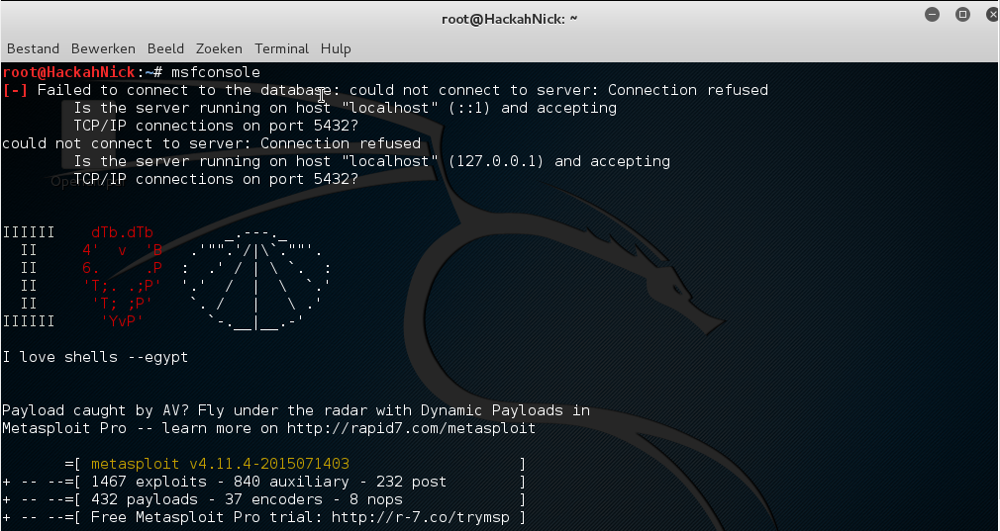 root@HackahNick: ~
Bestand Bewerken Beeld Zoeken Terminal Hulp
root@HackahNick:~# msfconsole
[-] Failed to connect to the database: could not connect to server: Connection refused
        Is the server running on host "localhost" (::1) and accepting
        TCP/IP connections on port 5432?
could not connect to server: Connection refused
        Is the server running on host "localhost" (127.0.0.1) and accepting
        TCP/IP connections on port 5432?
IIIIII    dTb.dTb        _.---._
  II     4'  v  'B   .'"".'/|\`.""'.
  II     6.     .P  :  .' / | \ `.  :
  II     'T;. .;P'  '.'  /  |  \  `.'
  II      'T; ;P'    `. /   |   \ .'
IIIIII     'YvP'       `-.__|__.-'
I love shells --egypt
Payload caught by AV? Fly under the radar with Dynamic Payloads in
Metasploit Pro -- learn more on http://rapid7.com/metasploit
       =[ metasploit v4.11.4-2015071403                   ]
+ -- --=[ 1467 exploits - 840 auxiliary - 232 post        ]
+ -- --=[ 432 payloads - 37 encoders - 8 nops             ]
+ -- --=[ Free Metasploit Pro trial: http://r-7.co/trymsp ]